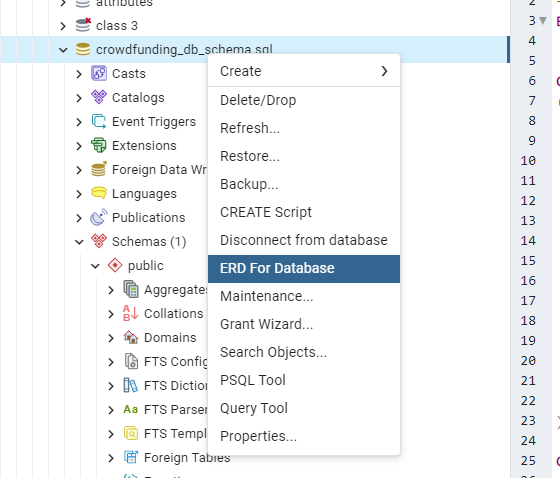 attributes
class 3
crowdfunding_db_schema.sql
Casts
Catalogs
Event Triggers
Extensions
Foreign Data Wr
Languages
Publications
Schemas (1)
public
Aggregates
Collations
Domains
FTS Config
FTS Diction
FTS Parser
FTS Templ
Foreign Tables
Create
Delete/Drop
Refresh...
Restore...
Backup...
CREATE Script
Disconnect from database
ERD For Database
Maintenance...
Grant Wizard...
Search Objects...
PSQL Tool
Query Tool
Properties...
2
3
4
5
6
7
8
9
10
11
12
13
14
15
16
17
18
19
20
21
22
23
24
25